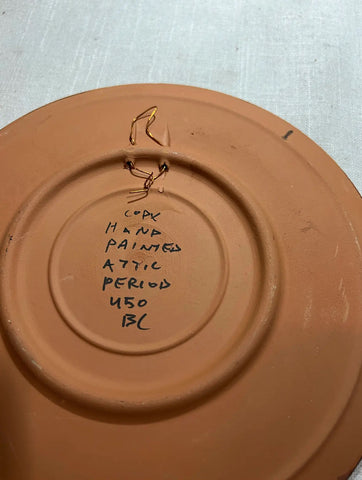 COPY
HAND
PAINTED
ATTIC
PERIOD
450
BC